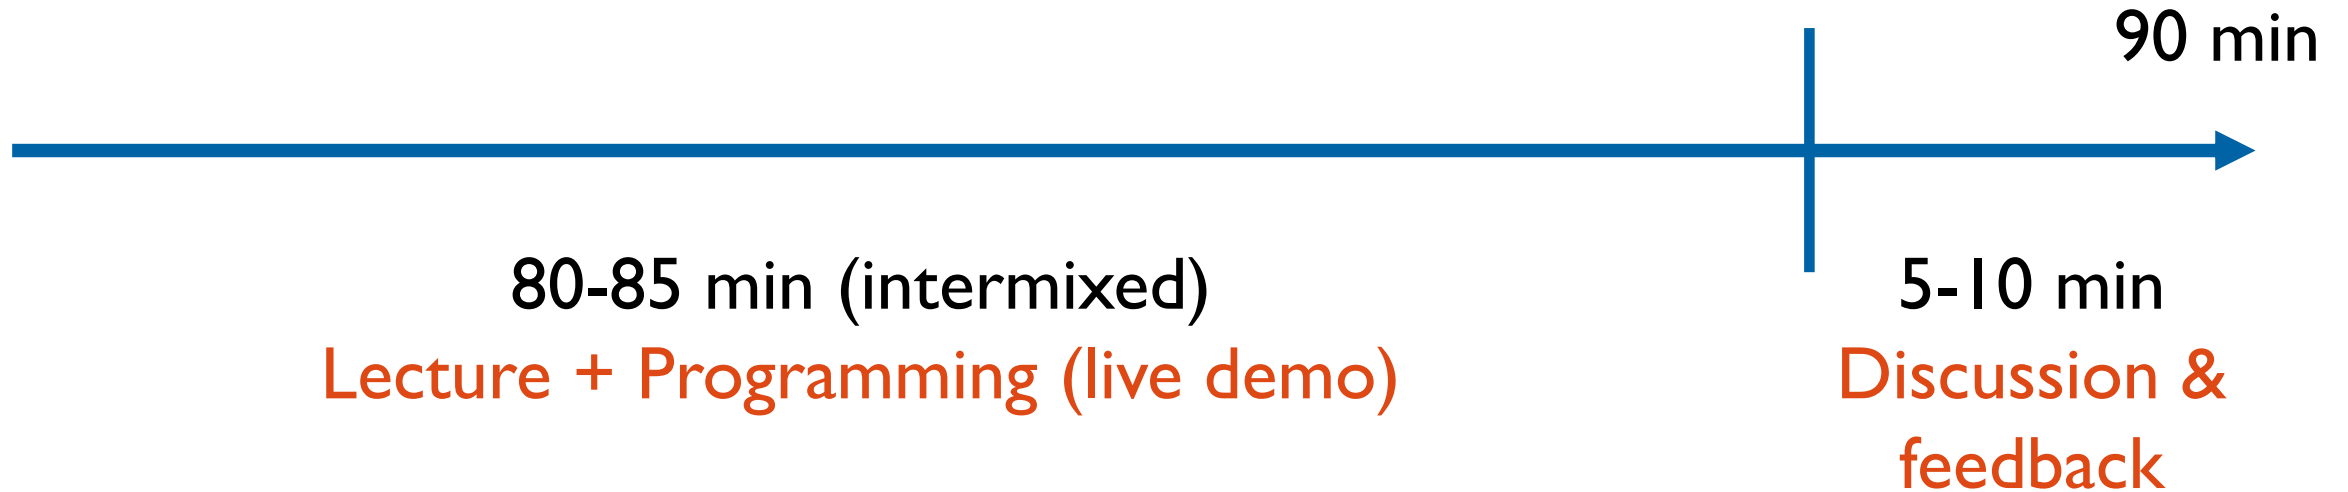 90 min
80-85 min (intermixed)
Lecture + Programming (live demo)
5-10 min
Discussion &
feedback